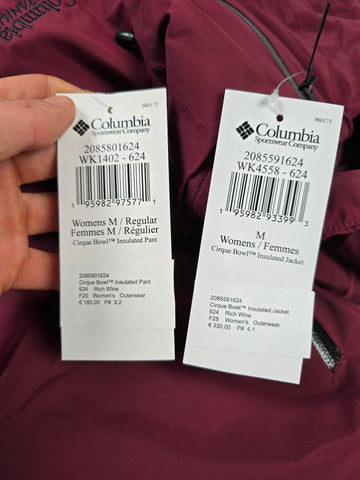 Columbia
960175
Columbia
Sportswear Company
2085801624
WK1402 - 624
1 95982 97577 1
Womens M / Regular
Femmes M / Régulier
Cirque Bowl™ Insulated Pant
2085801624
Cirque Bowl™ Insulated Pant
624 Rich Wine
F25 Women's Outerwear
€ 180.00 P# 9.2
960175
Columbia
Sportswear Company
2085591624
WK4558 - 624
1 95982 93399 3
M
Womens / Femmes
Cirque Bowl™ Insulated Jacket
2085591624
Cirque Bowl™ Insulated Jacket
624 Rich Wine
F25 Women's Outerwear
€ 330.00 P# 4.1